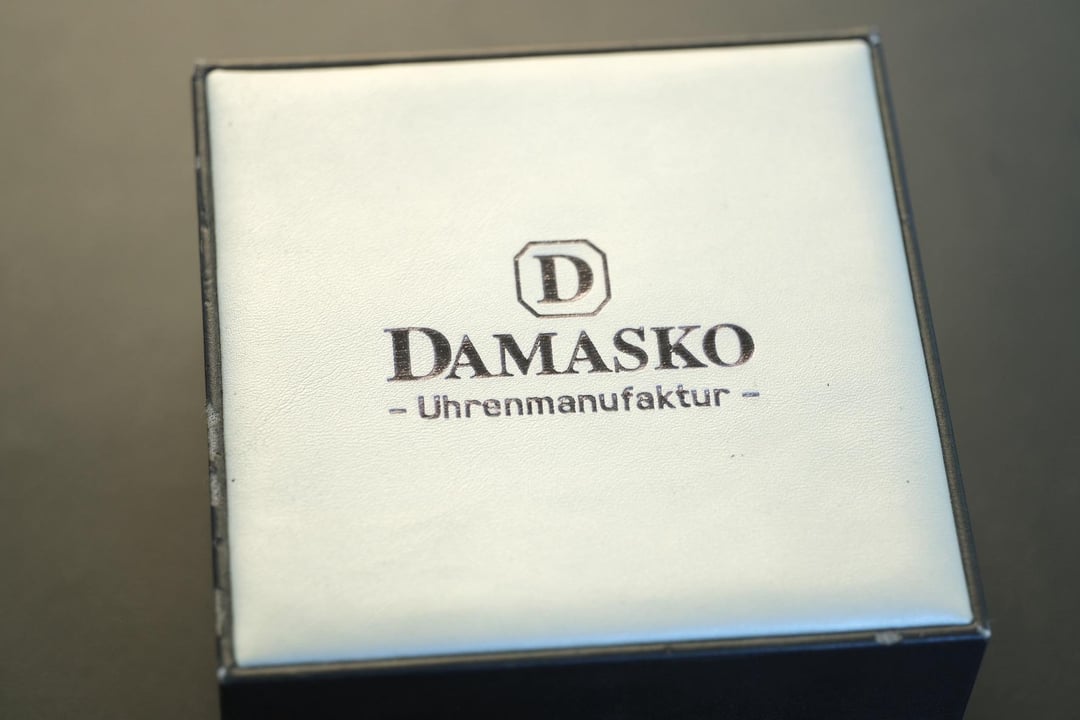 D
DAMASKO
- Uhrenmanufaktur -